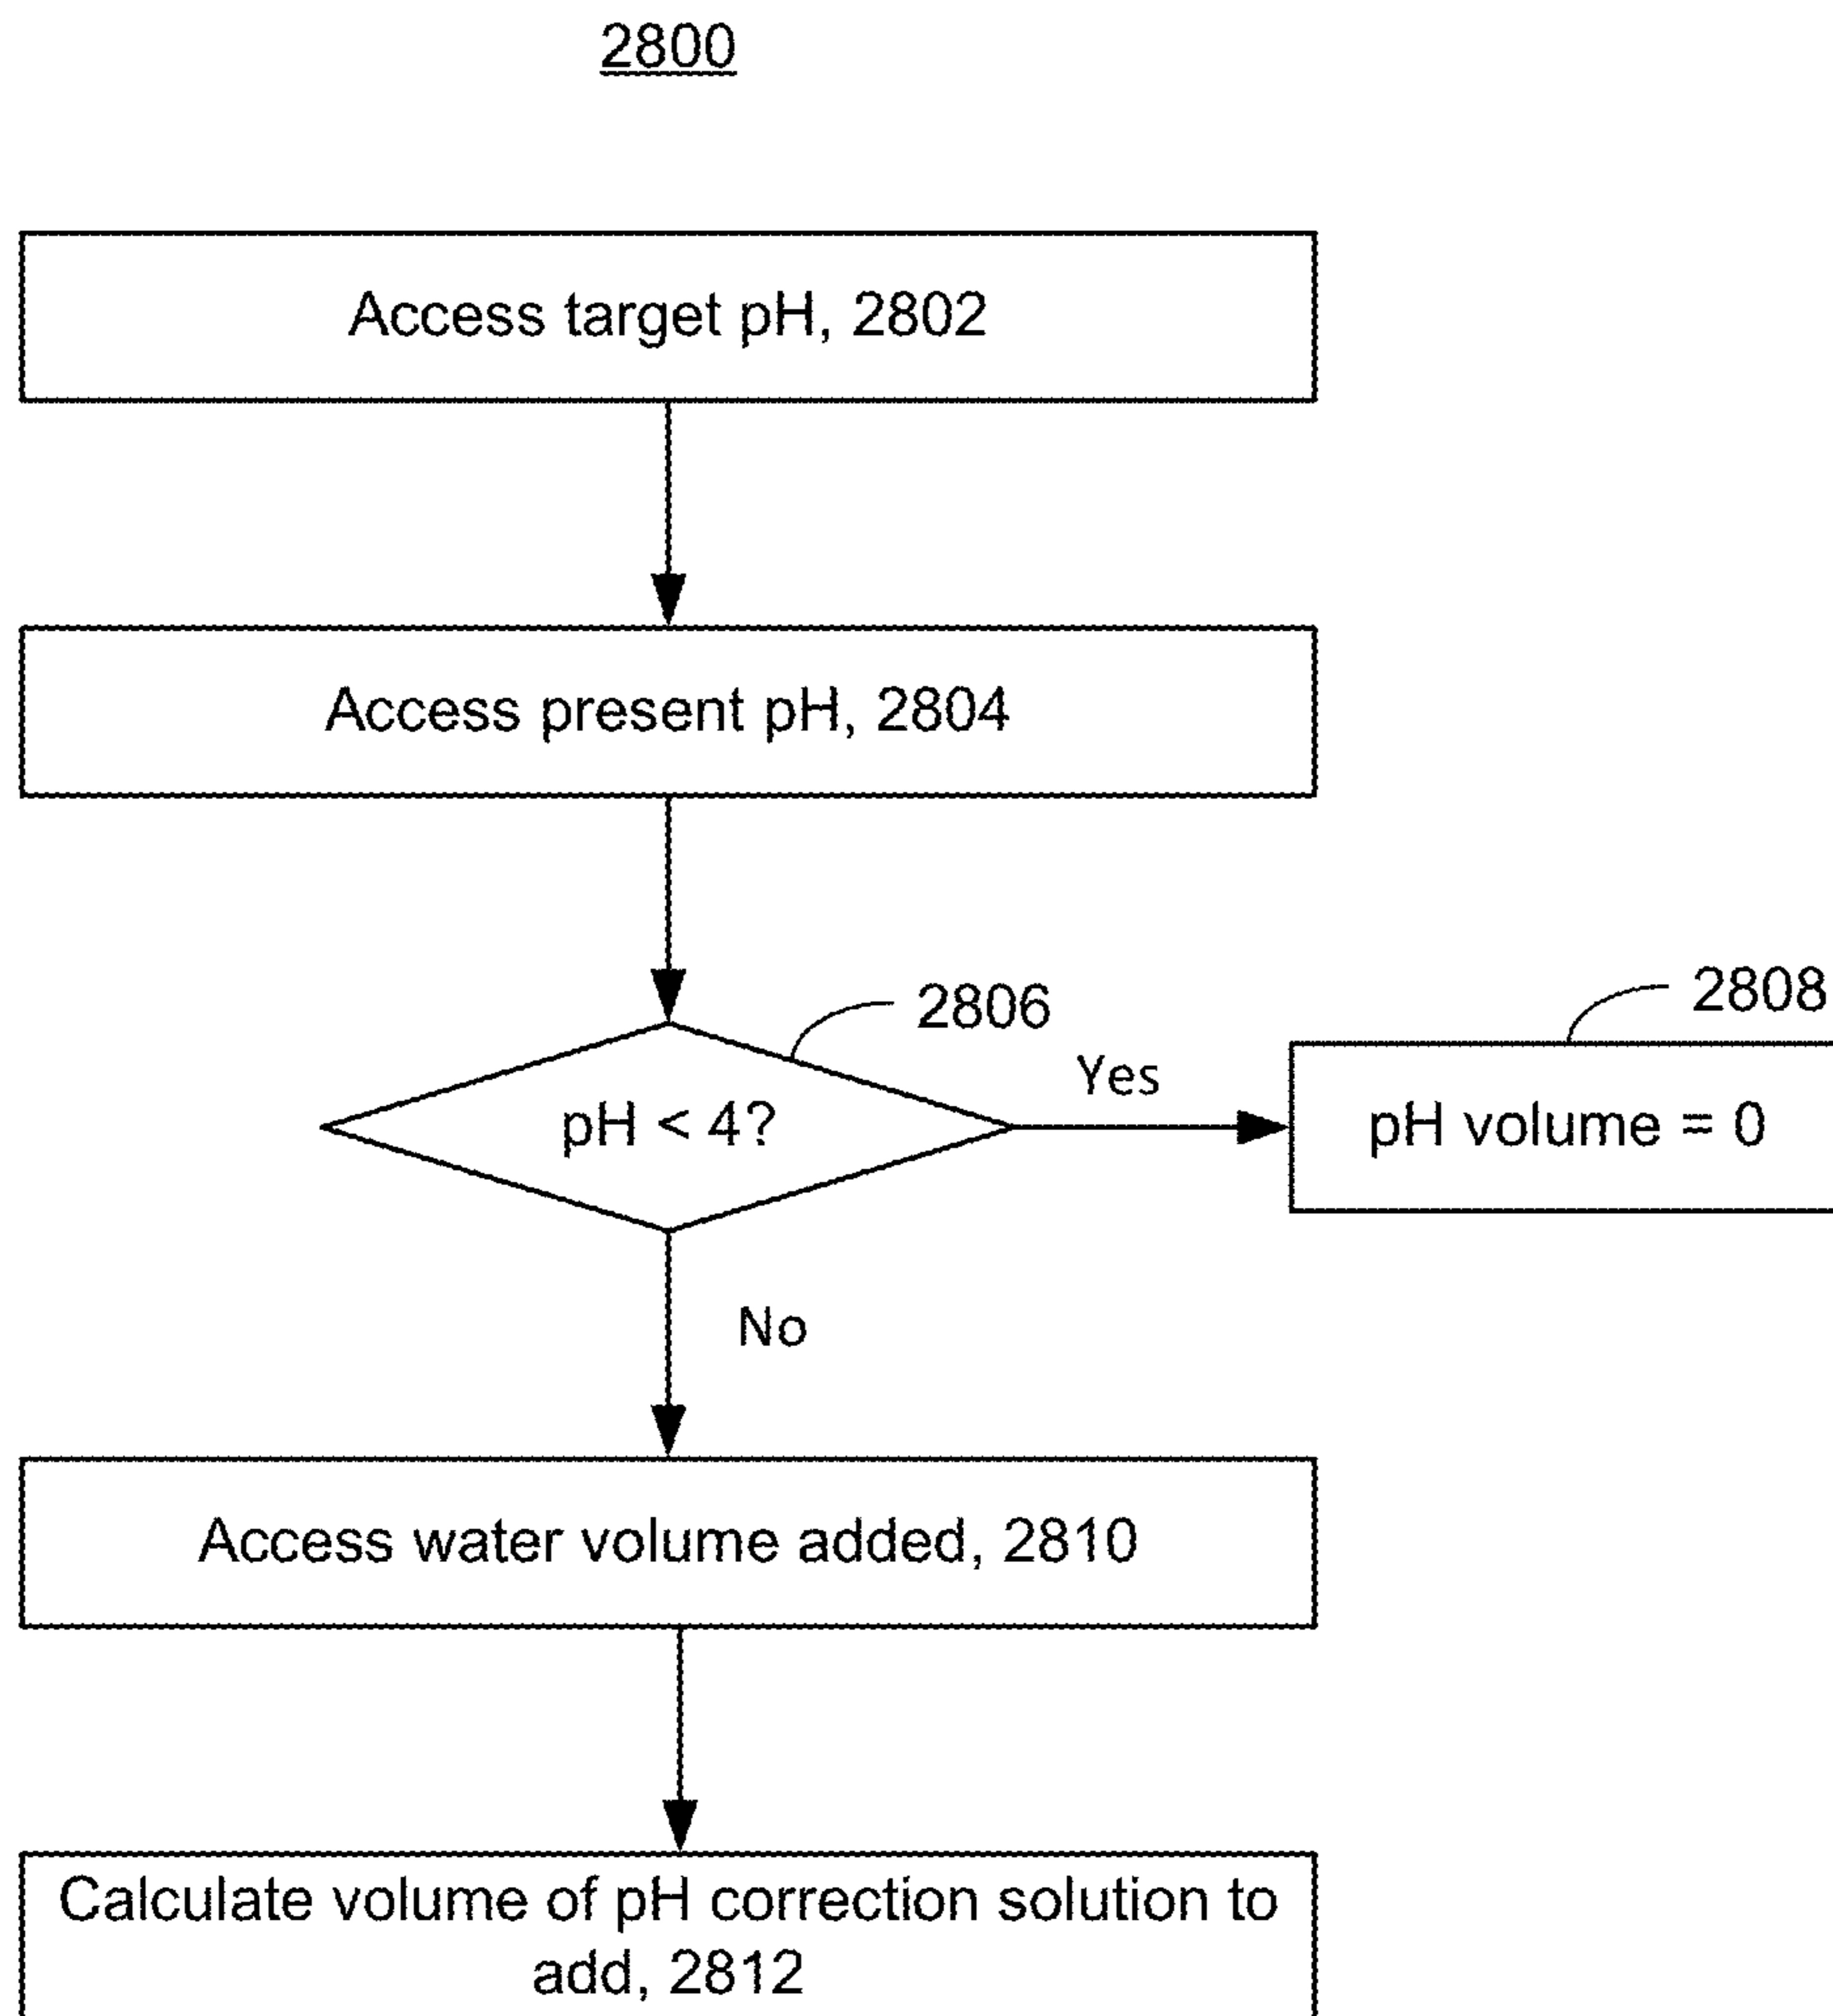 2800
Access target pH, 2802
Access present pH, 2804
2806
2808
pH < 4?
Yes
pH volume = 0
No
Access water volume added, 2810
Calculate volume of pH correction solution to
add, 2812